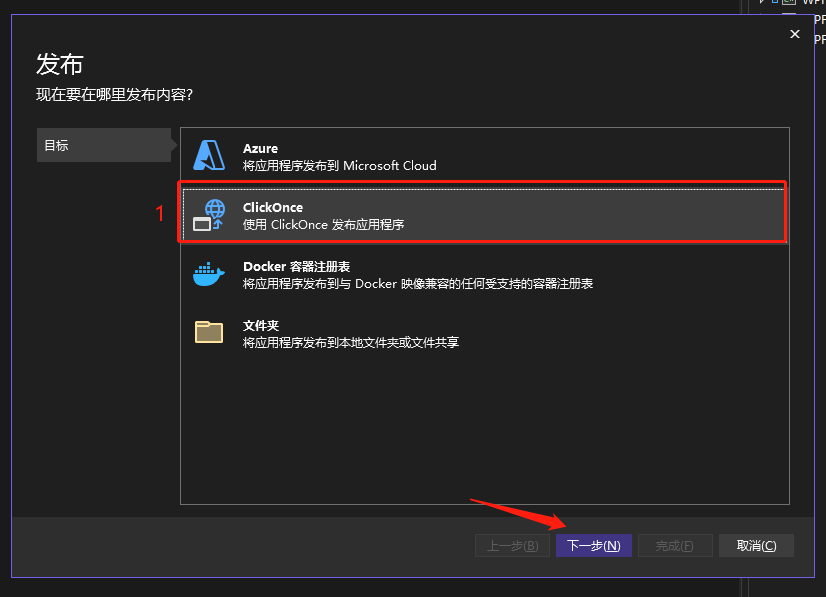 发布
现在要在哪里发布内容?
目标
Azure
将应用程序发布到 Microsoft Cloud
1
ClickOnce
使用 ClickOnce 发布应用程序
Docker 容器注册表
将应用程序发布到与 Docker 映像兼容的任何受支持的容器注册表
文件夹
将应用程序发布到本地文件夹或文件共享
上一步(B)
下一步(N)
完成(F)
取消(C)